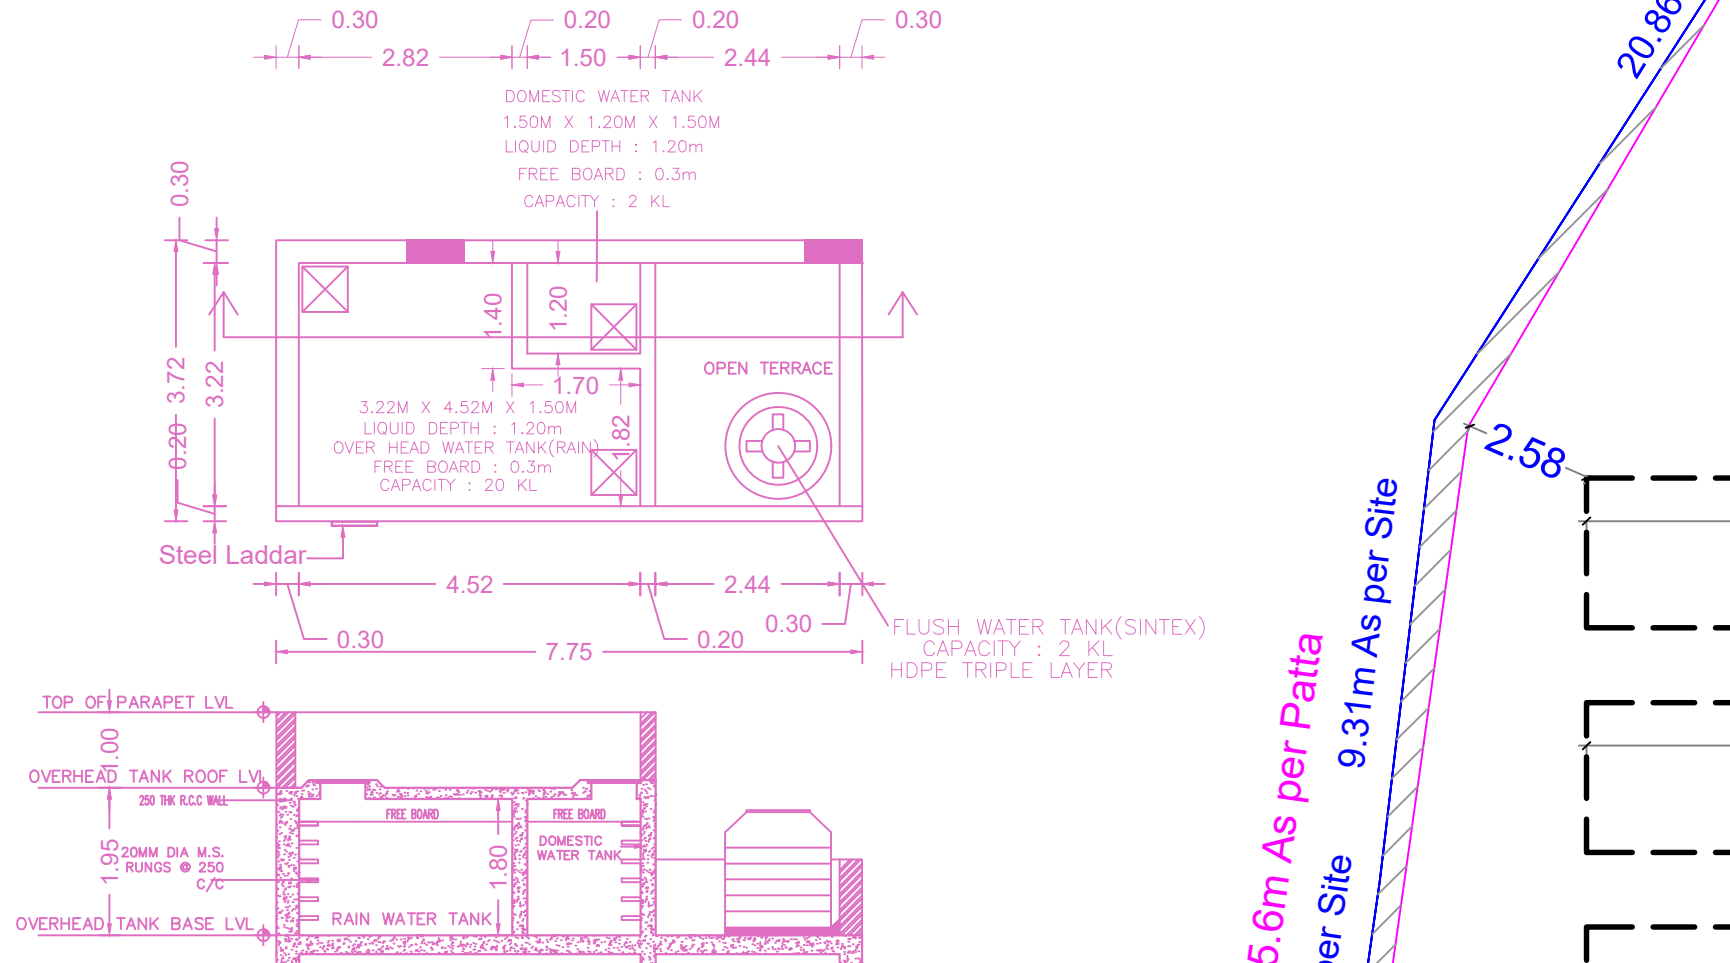 0.30
0.20
0.20
0.30
2.82
1.50
2.44
DOMESTIC WATER TANK
1.50M X 1.20M X 1.50M
LIQUID DEPTH : 1.20m
FREE BOARD : 0.3m
CAPACITY : 2 KL
0.30
3.72
3.22
0.20
1.40
1.20
1.70
1.82
OPEN TERRACE
3.22M X 4.52M X 1.50M
LIQUID DEPTH : 1.20m
OVER HEAD WATER TANK(RAIN)
FREE BOARD : 0.3m
CAPACITY : 20 KL
Steel Laddar
4.52
2.44
0.30
0.20
0.30
7.75
FLUSH WATER TANK(SINTEX)
CAPACITY : 2 KL
HDPE TRIPLE LAYER
TOP OF PARAPET LVL
1.00
OVERHEAD TANK ROOF LVL
250 THK R.C.C WALL
FREE BOARD
FREE BOARD
DOMESTIC
WATER TANK
1.95
20MM DIA M.S.
RUNGS @ 250
C/C
1.80
RAIN WATER TANK
OVERHEAD TANK BASE LVL
20.86
2.58
9.31m As per Site
5.6m As per Patta
per Site